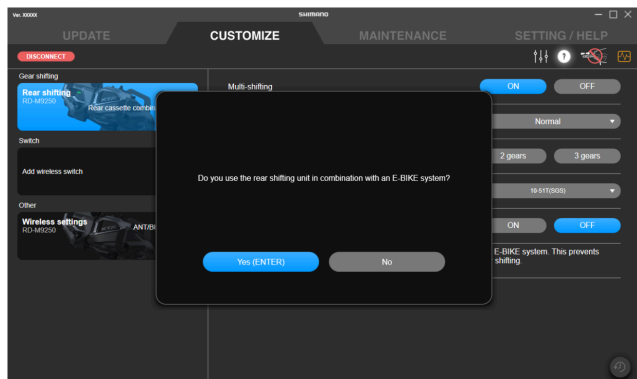 Ver. XXXXX
SHIMANO
UPDATE
CUSTOMIZE
MAINTENANCE
SETTING / HELP
DISCONNECT
Gear shifting
Rear shifting
RD-M9250
Rear cassette combin
Multi-shifting
ON
OFF
Normal
Switch
2 gears
3 gears
Add wireless switch
Do you use the rear shifting unit in combination with an E-BIKE system?
10-51T(SGS)
Other
Wireless settings
RD-M9250
ANT/Bl
ON
OFF
E-BIKE system. This prevents
shifting.
Yes (ENTER)
No